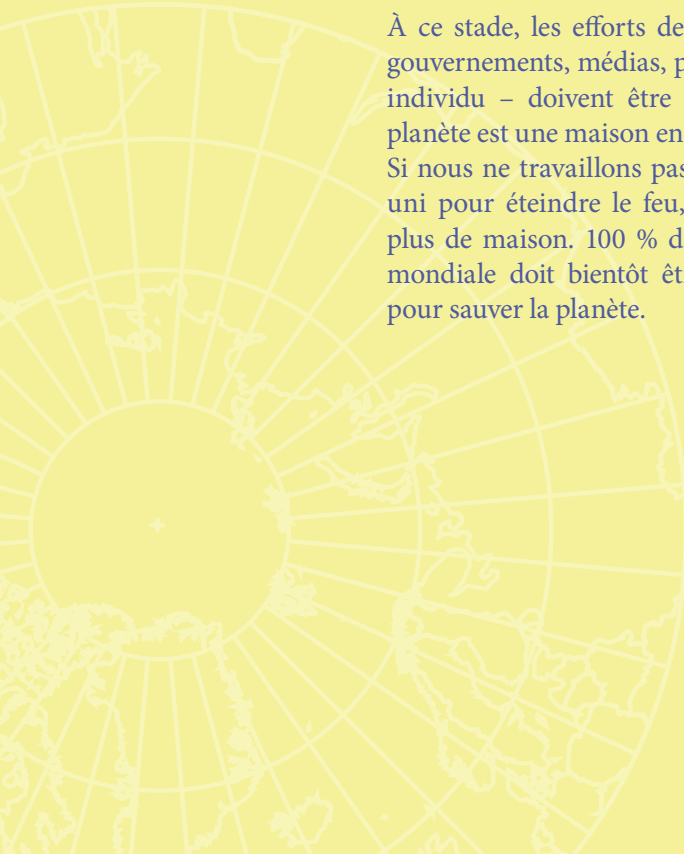 À ce stade, les efforts de
gouvernements, médias,
individu – doivent être
planète est une maison en
Si nous ne travaillons pas
uni pour éteindre le feu,
plus de maison. 100 %
mondiale doit bientôt
pour sauver la planète.